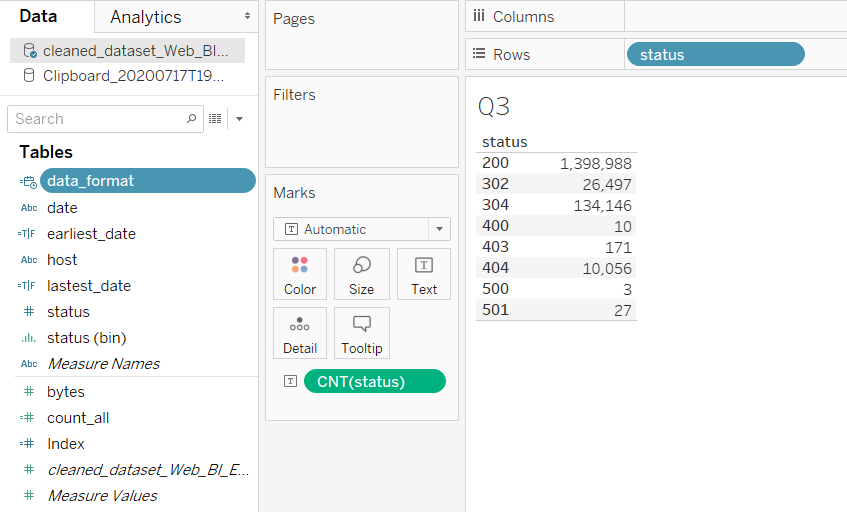 Data
Analytics
cleaned_dataset_Web_BI...
Clipboard_20200717T19...
Search
Tables
data_format
Abc date
=T|F earliest_date
Abc host
=T|F lastest_date
# status
status (bin)
Abc Measure Names
# bytes
=# count_all
=# Index
# cleaned_dataset_Web_BI_E...
# Measure Values
Pages
Filters
Marks
T Automatic
Color Size T Text
Detail Tooltip
T CNT(status)
Columns
Rows status
Q3
status
200 1,398,988
302 26,497
304 134,146
400 10
403 171
404 10,056
500 3
501 27